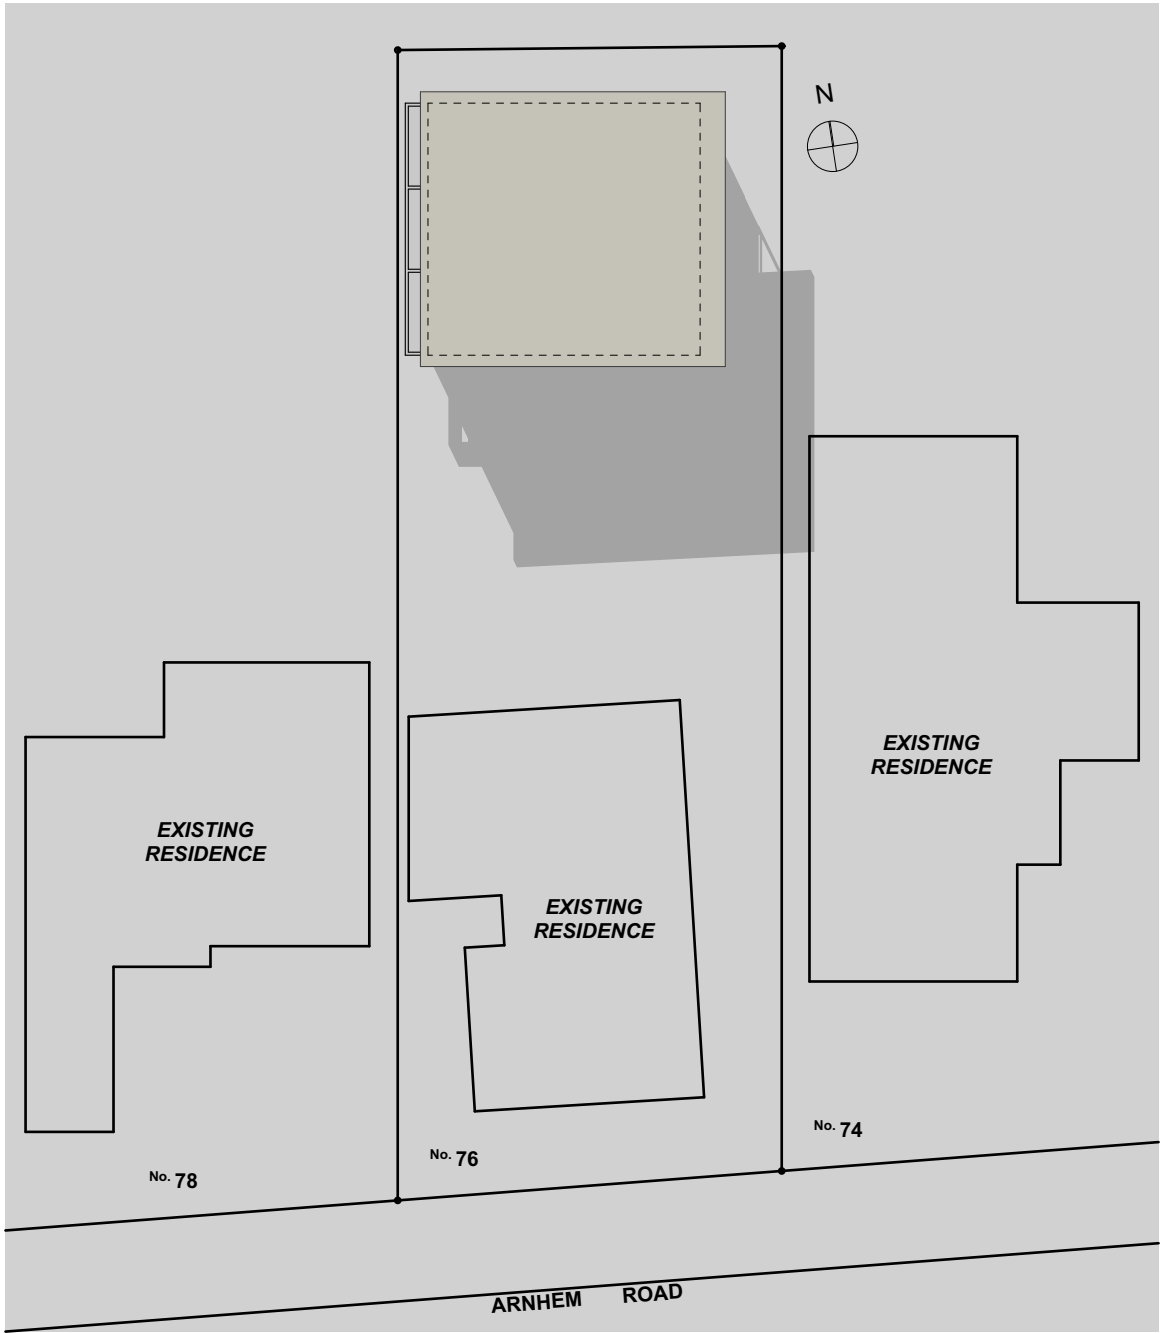 N
EXISTING
RESIDENCE
EXISTING
RESIDENCE
EXISTING
RESIDENCE
No. 74
No. 76
No. 78
ARNHEM ROAD